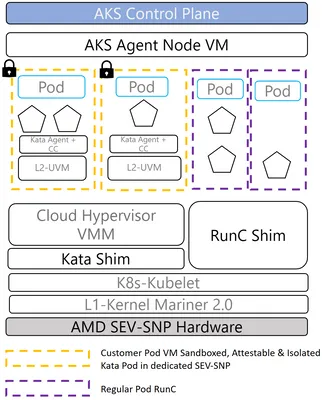 AKS Control Plane
AKS Agent Node VM
Pod
Pod
Pod
Pod
Kata Agent +
CC
Kata Agent +
CC
L2-UVM
L2-UVM
Cloud Hypervisor
VMM
RunC Shim
Kata Shim
K8s-Kubelet
L1-Kernel Mariner 2.0
AMD SEV-SNP Hardware
Customer Pod VM Sandboxed, Attestable & Isolated
Kata Pod in dedicated SEV-SNP
Regular Pod RunC